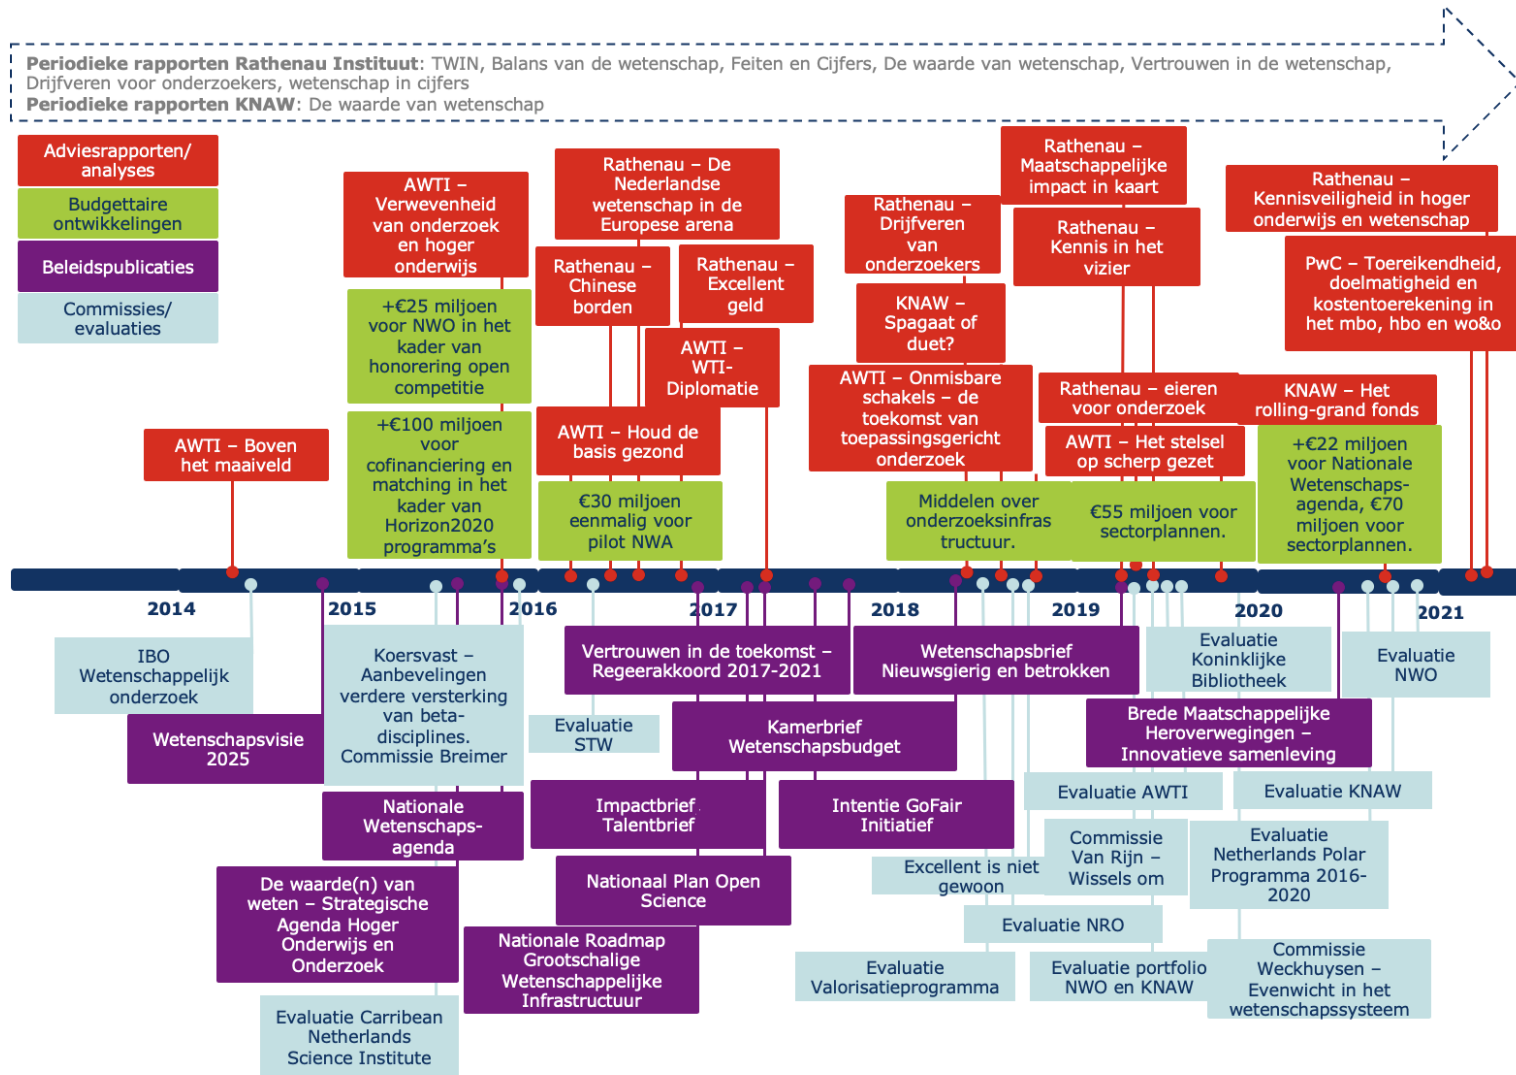 Periodieke rapporten Rathenau Instituut: TWIN, Balans van de wetenschap, Feiten en Cijfers, De waarde van wetenschap, Vertrouwen in de wetenschap,
Drijfveren voor onderzoekers, wetenschap in cijfers
Periodieke rapporten KNAW: De waarde van wetenschap
Adviesrapporten/
analyses
Budgettaire
ontwikkelingen
Beleidspublicaties
Commissies/
evaluaties
AWTI – Boven
het maaiveld
AWTI –
Verwevenheid
van onderzoek
en hoger
onderwijs
+€25 miljoen
voor NWO in het
kader van
honorering open
competitie
+€100 miljoen
voor
cofinanciering en
matching in het
kader van
Horizon2020
programma's
Rathenau – De
Nederlandse
wetenschap in de
Europese arena
Rathenau –
Chinese
borden
Rathenau –
Excellent
geld
AWTI –
WTI-
Diplomatie
AWTI – Houd de
basis gezond
€30 miljoen
eenmalig voor
pilot NWA
Rathenau –
Drijfveren
van
onderzoekers
KNAW –
Spagaat of
duet?
AWTI – Onmisbare
schakels – de
toekomst van
toepassingsgericht
onderzoek
Middelen over
onderzoeksinfras
tructuur.
Rathenau –
Maatschappelijke
impact in kaart
Rathenau –
Kennis in het
vizier
Rathenau – eieren
voor onderzoek
AWTI – Het stelsel
op scherp gezet
€55 miljoen voor
sectorplannen.
Rathenau –
Kennisveiligheid in hoger
onderwijs en wetenschap
PwC – Toereikendheid,
doelmatigheid en
kostentoerekening in
het mbo, hbo en wo&o
KNAW – Het
rolling-grand fonds
+€22 miljoen
voor Nationale
Wetenschaps-
agenda, €70
miljoen voor
sectorplannen.
2014
2015
2016
2017
2018
2019
2020
2021
IBO
Wetenschappelijk
onderzoek
Wetenschapsvisie
2025
Koersvast –
Aanbevelingen
verdere versterking
van beta-
disciplines.
Commissie Breimer
Nationale
Wetenschaps-
agenda
De waarde(n) van
weten – Strategische
Agenda Hoger
Onderwijs en
Onderzoek
Evaluatie Carribean
Netherlands
Science Institute
Evaluatie
STW
Vertrouwen in de toekomst –
Regeerakkoord 2017-2021
Kamerbrief
Wetenschapsbudget
Impactbrief
Talentbrief
Nationaal Plan Open
Science
Nationale Roadmap
Grootschalige
Wetenschappelijke
Infrastructuur
Intentie GoFair
Initiatief
Wetenschapsbrief
Nieuwsgierig en betrokken
Excellent is niet
gewoon
Evaluatie NRO
Evaluatie
Valorisatieprogramma
Evaluatie AWTI
Commissie
Van Rijn –
Wissels om
Evaluatie portfolio
NWO en KNAW
Evaluatie
Koninklijke
Bibliotheek
Brede Maatschappelijke
Heroverwegingen –
Innovatieve samenleving
Evaluatie
NWO
Evaluatie KNAW
Evaluatie
Netherlands Polar
Programma 2016-
2020
Commissie
Weckhuysen –
Evenwicht in het
wetenschapssysteem